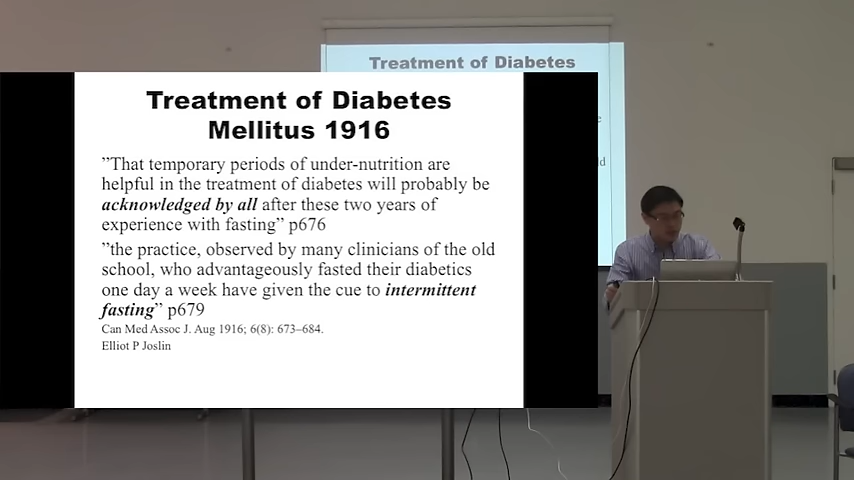 Treatment of Diabetes
Treatment of Diabetes
Mellitus 1916
”That temporary periods of under-nutrition are
helpful in the treatment of diabetes will probably be
acknowledged by all after these two years of
experience with fasting” p676
”the practice, observed by many clinicians of the old
school, who advantageously fasted their diabetics
one day a week have given the cue to intermittent
fasting” p679
Can Med Assoc J. Aug 1916; 6(8): 673–684.
Elliot P Joslin